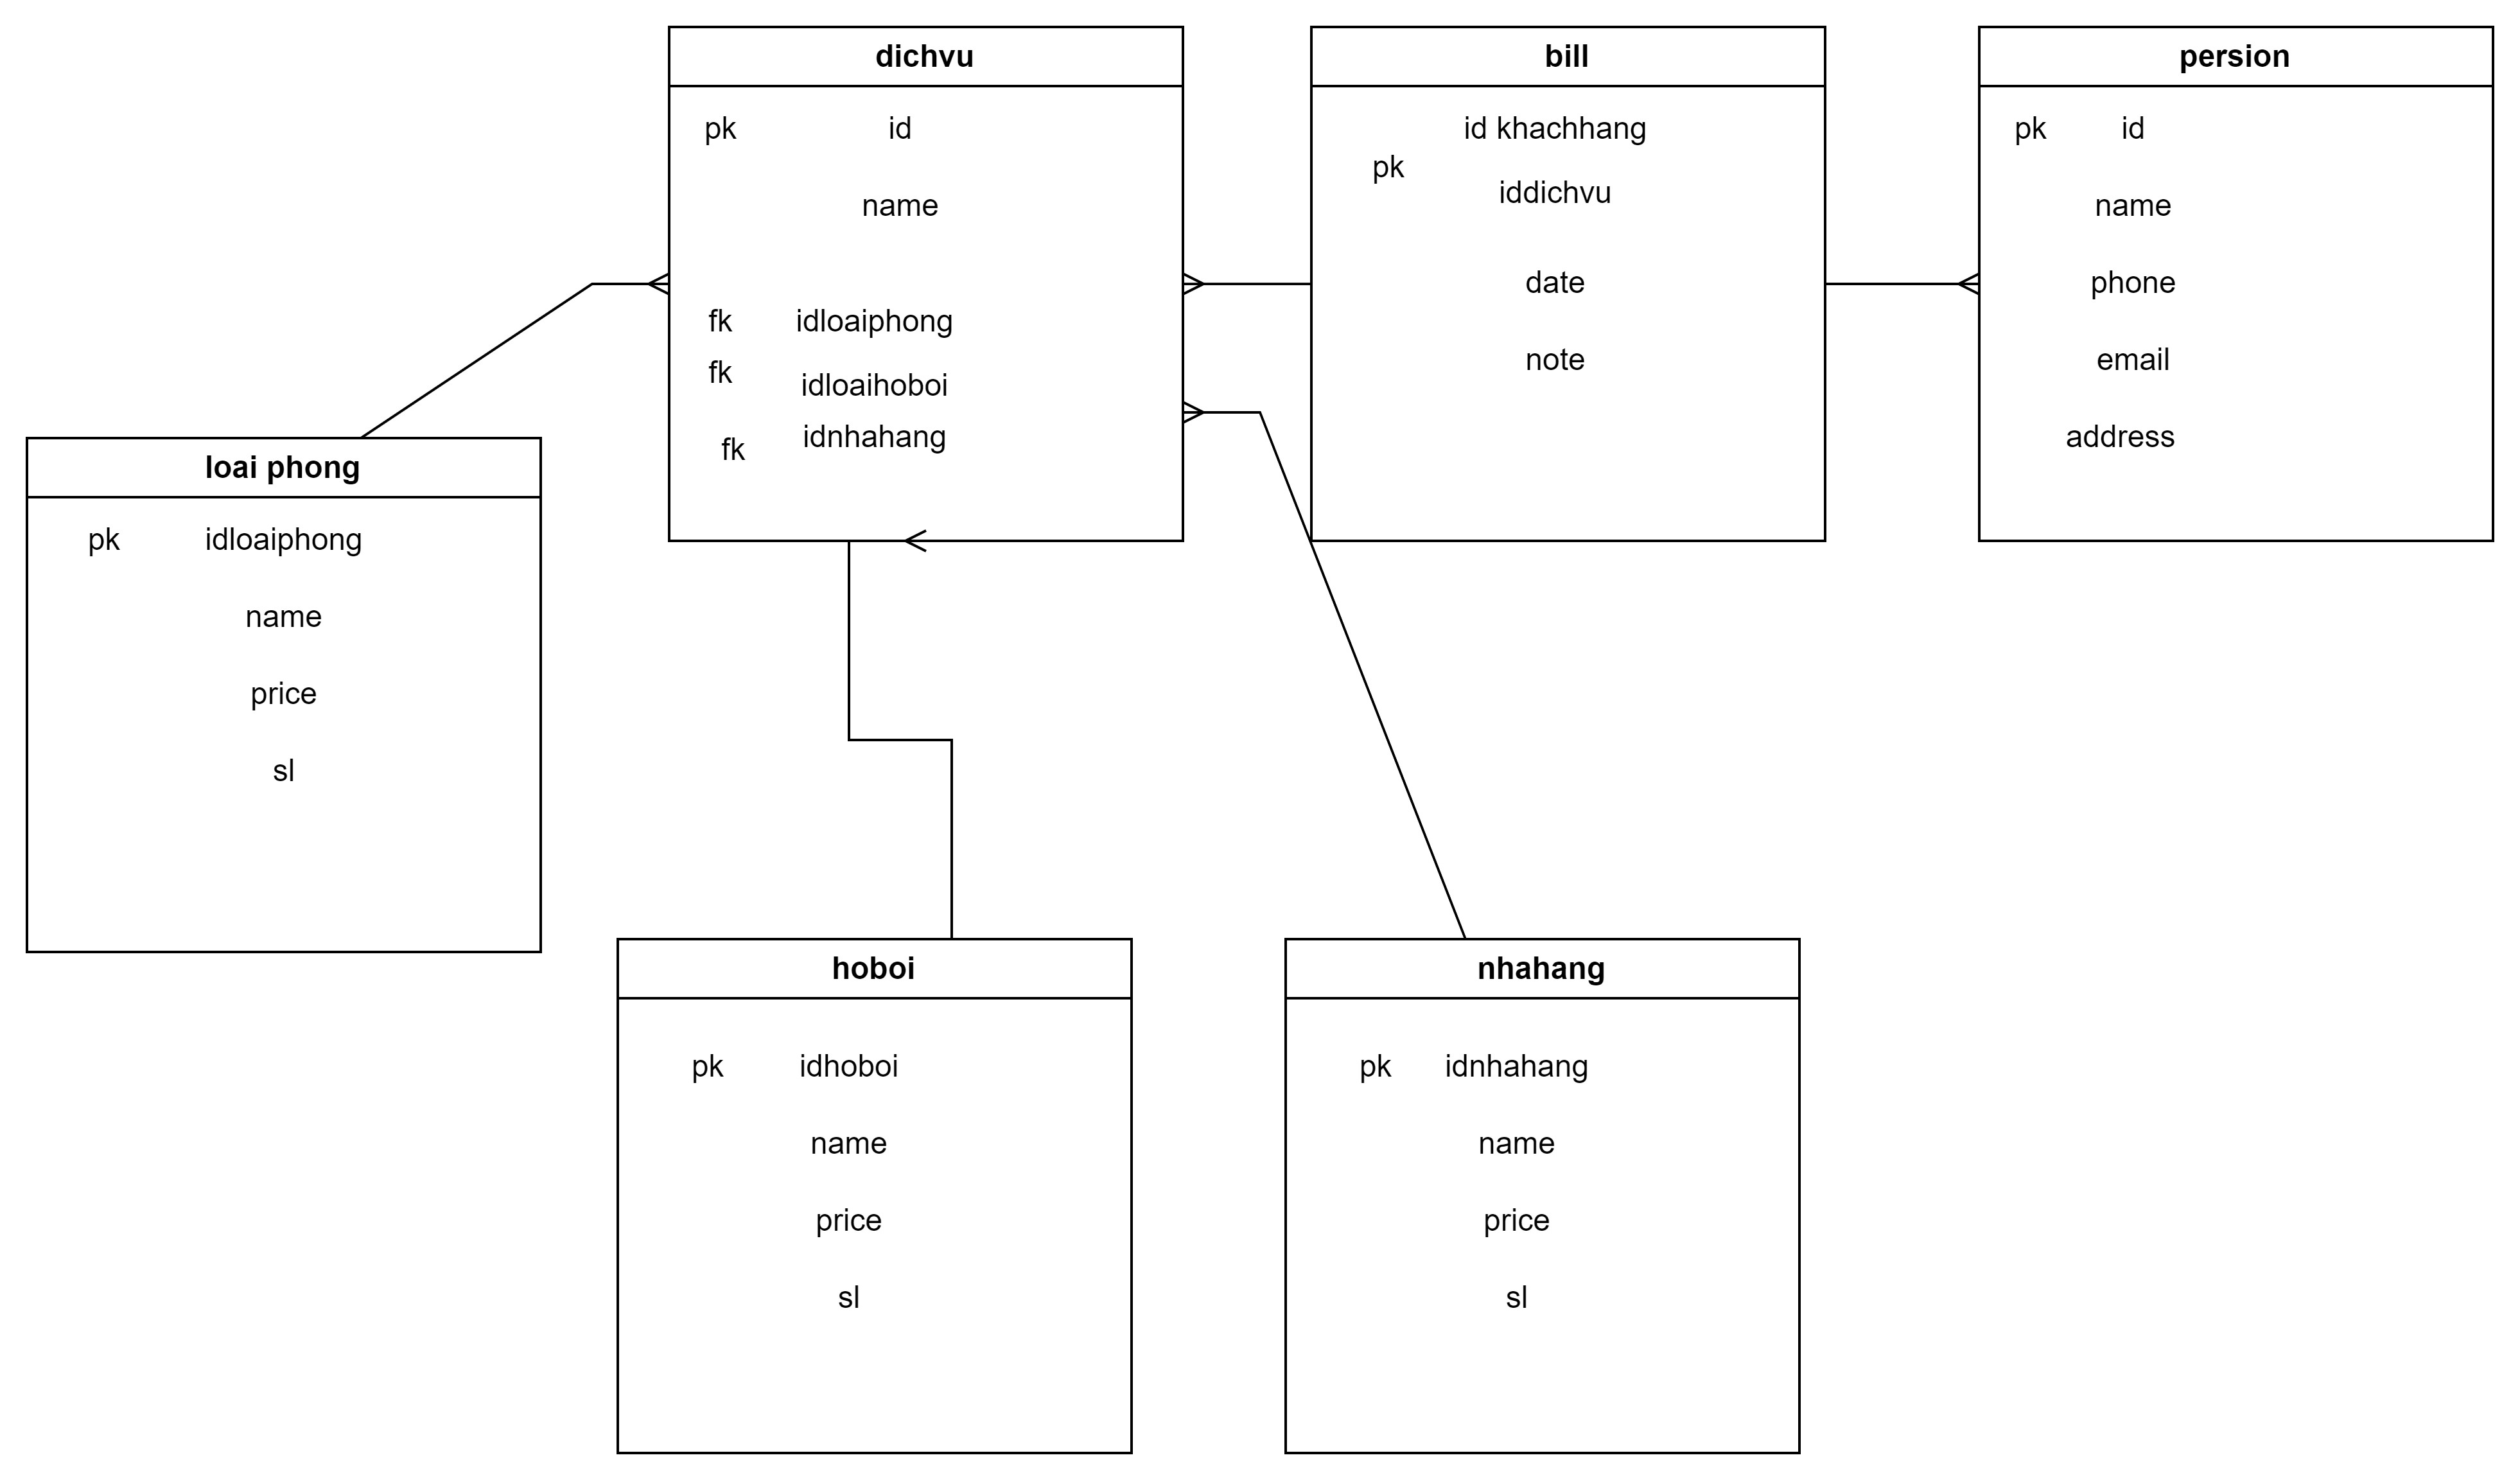 dichvu
pk id
name
fk idloaiphong
fk
idloaihoboi
idnhahang
fk
bill
id khachhang
pk
iddichvu
date
note
persion
pk id
name
phone
email
address
loai phong
pk idloaiphong
name
price
sl
hoboi
pk idhoboi
name
price
sl
nhahang
pk idnhahang
name
price
sl